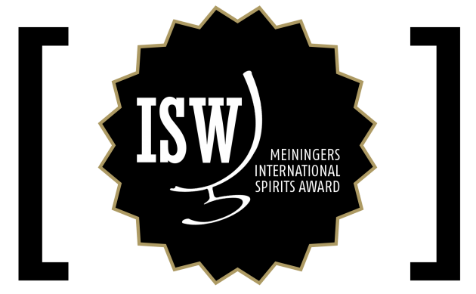 ISW
MEININGERS
INTERNATIONAL
SPIRITS AWARD